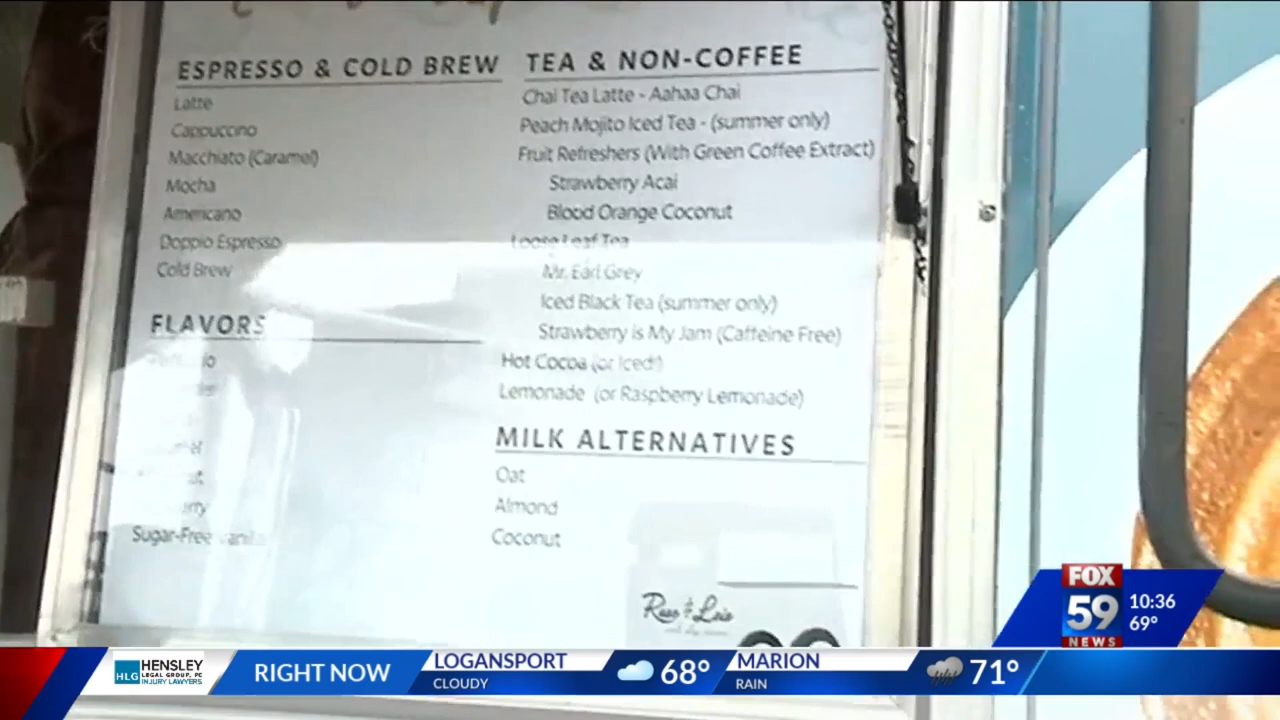 ESPRESSO & COLD BREW
Latte
Cappuccino
Macchiato (Caramel)
Mocha
Americano
Doppio Espresso
Cold Brew
FLAVORS
Sugar-Free
TEA & NON-COFFEE
Chai Tea Latte - Aahaa Chai
Peach Mojito Iced Tea - (summer only)
Fruit Refreshers (With Green Coffee Extract)
Strawberry Acai
Blood Orange Coconut
Loose Leaf Tea
Mr. Earl Grey
Iced Black Tea (summer only)
Strawberry is My Jam (Caffeine Free)
Hot Cocoa (or Iced!)
Lemonade (or Raspberry Lemonade)
MILK ALTERNATIVES
Oat
Almond
Coconut
FOX
59
NEWS
10:36
69°
HLG
HENSLEY
LEGAL GROUP, PC
INJURY LAWYERS
RIGHT NOW
LOGANSPORT
CLOUDY
68°
MARION
RAIN
71°